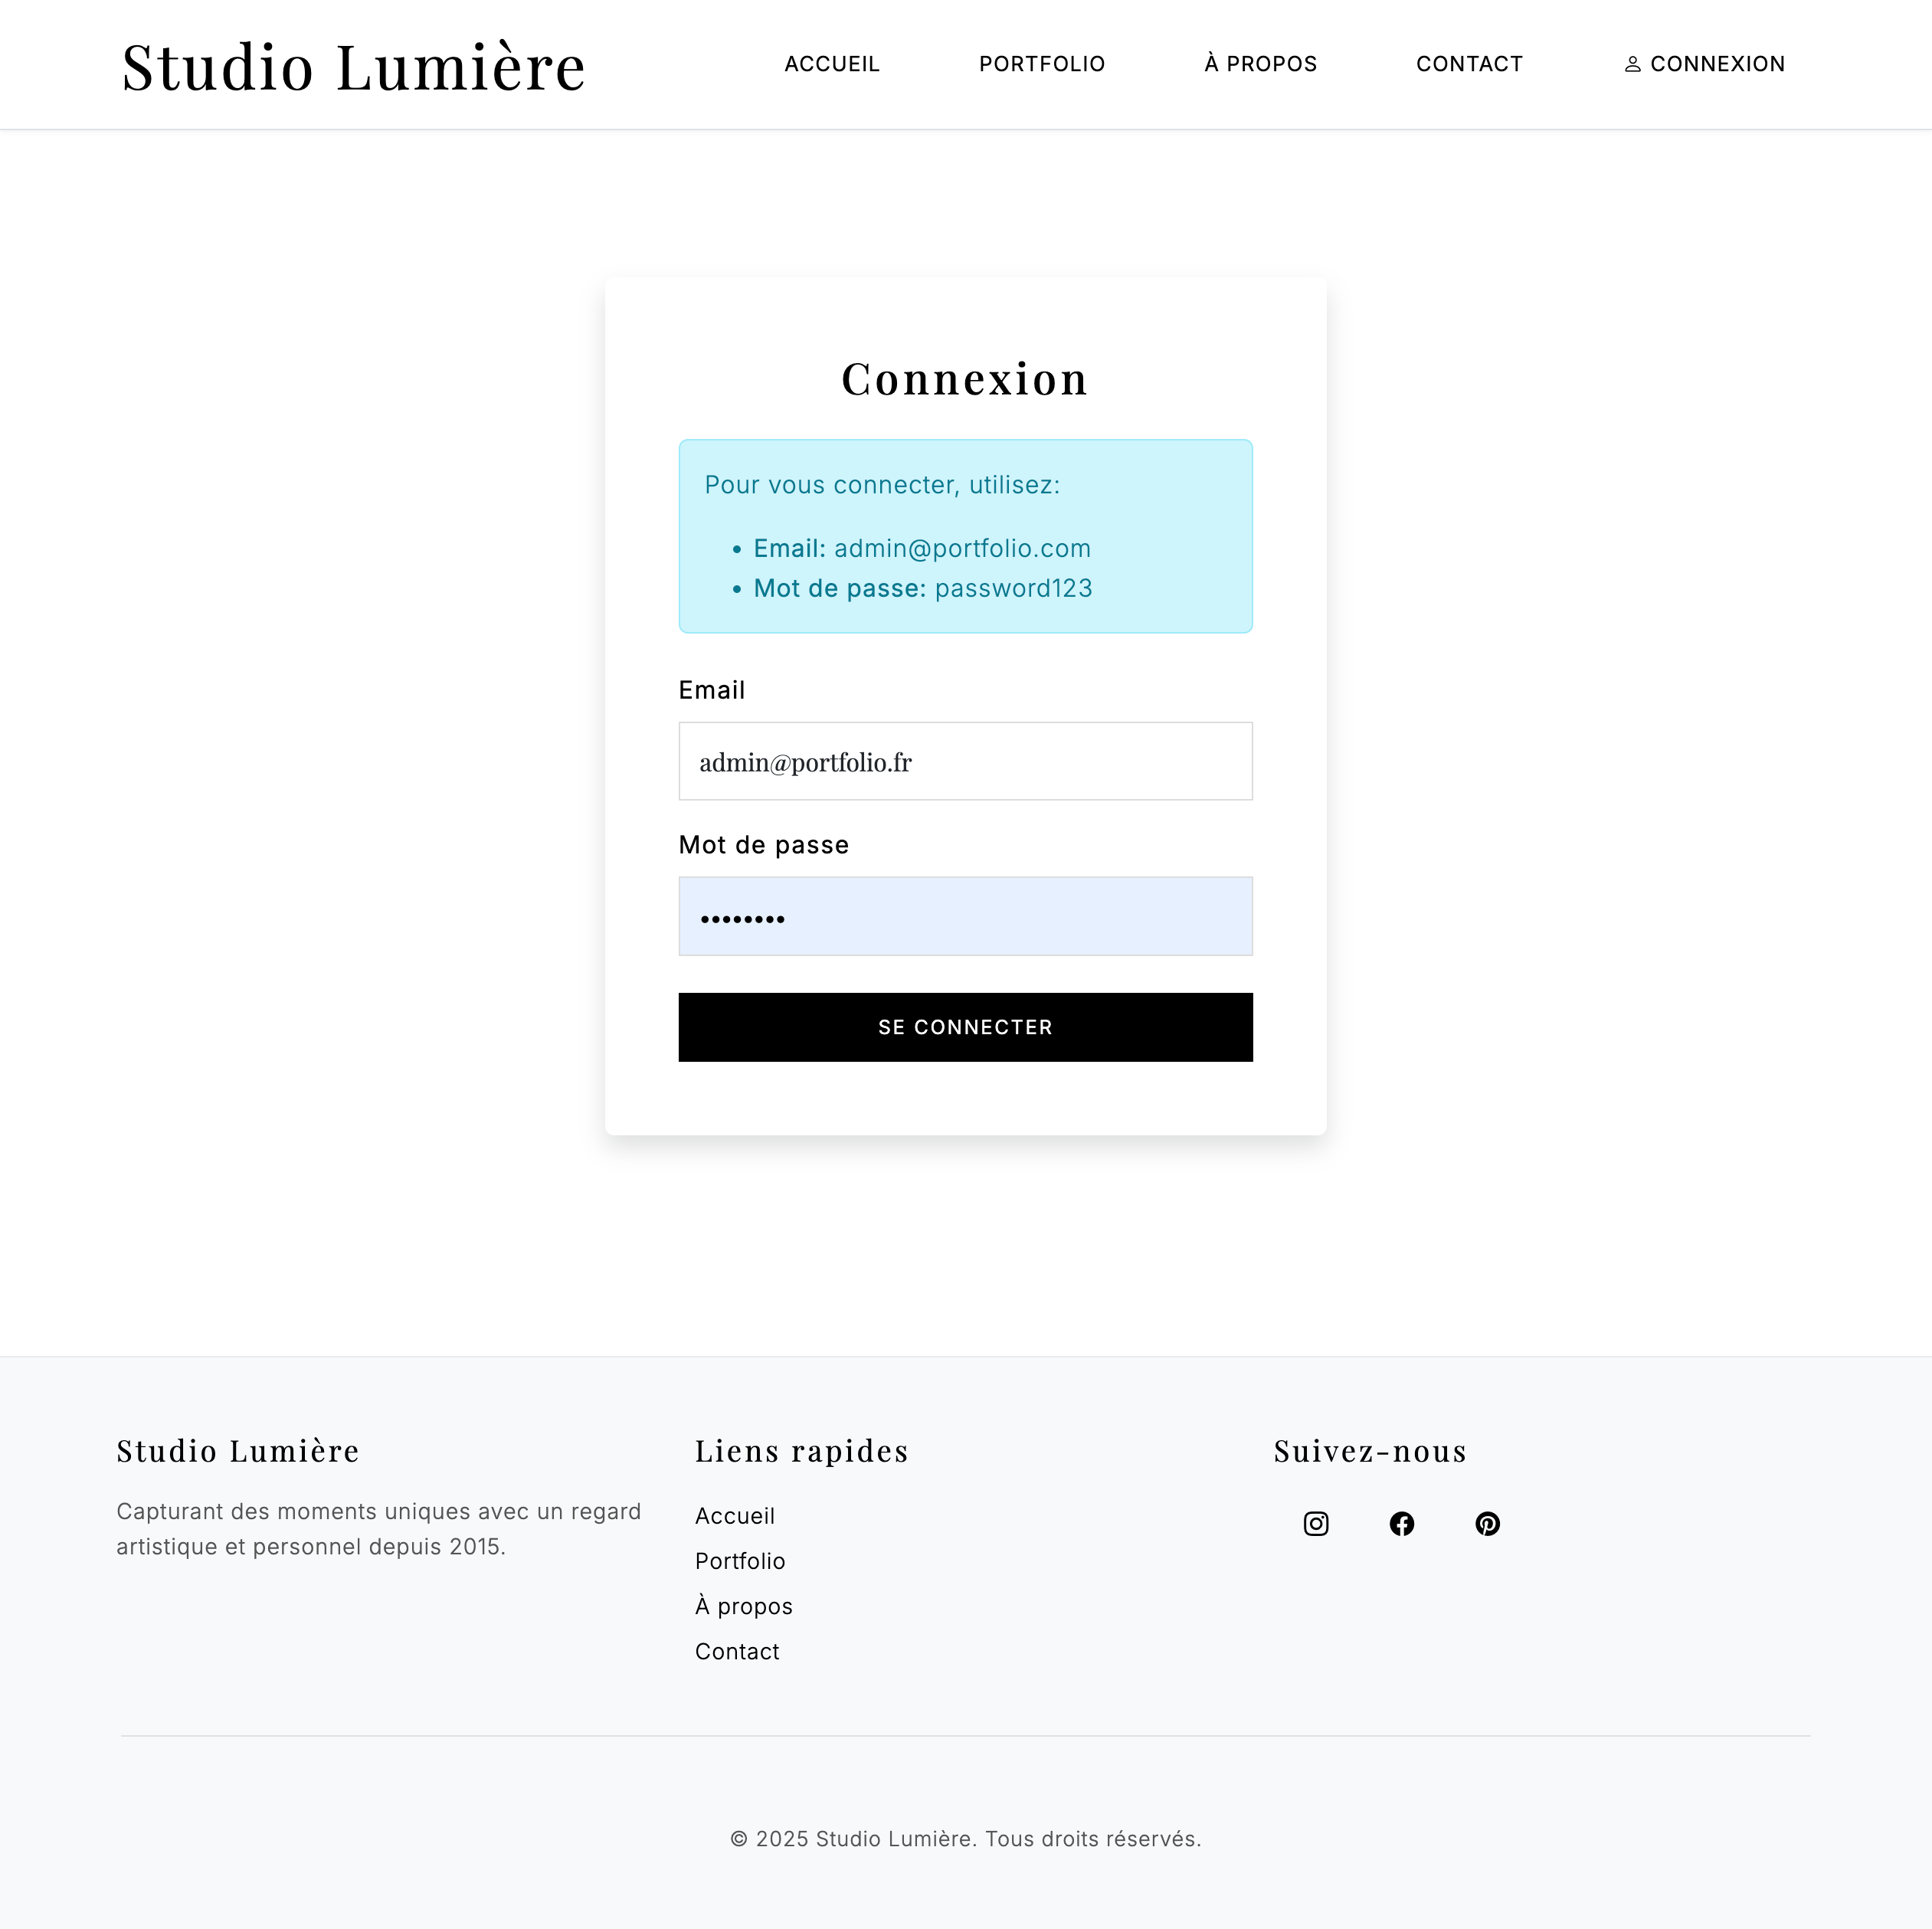 Studio Lumière
ACCUEIL
PORTFOLIO
À PROPOS
CONTACT
CONNEXION
Connexion
Pour vous connecter, utilisez:
• Email: admin@portfolio.com
• Mot de passe: password123
Email
admin@portfolio.fr
Mot de passe
••••••••
SE CONNECTER
Studio Lumière
Capturant des moments uniques avec un regard
artistique et personnel depuis 2015.
Liens rapides
Accueil
Portfolio
À propos
Contact
Suivez-nous
© 2025 Studio Lumière. Tous droits réservés.